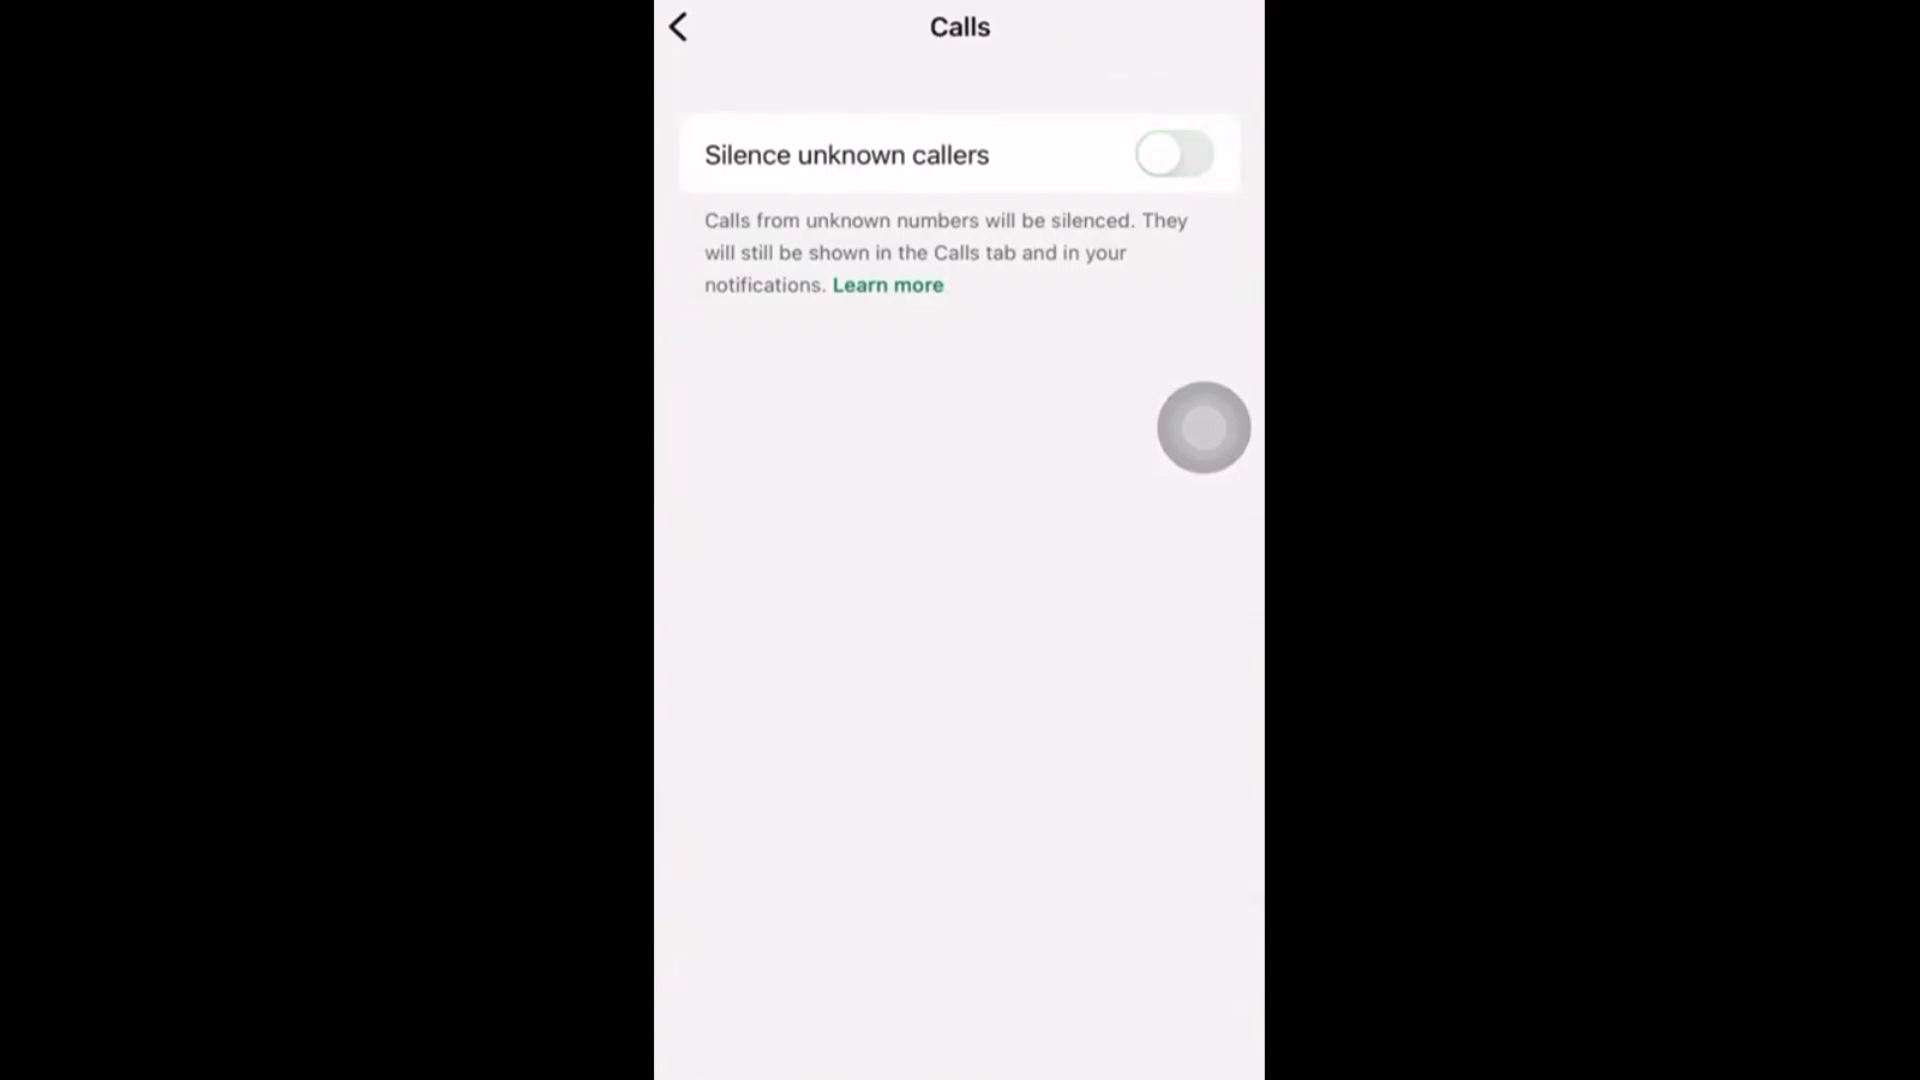 Calls
Silence unknown callers
Calls from unknown numbers will be silenced. They
will still be shown in the Calls tab and in your
notifications. Learn more